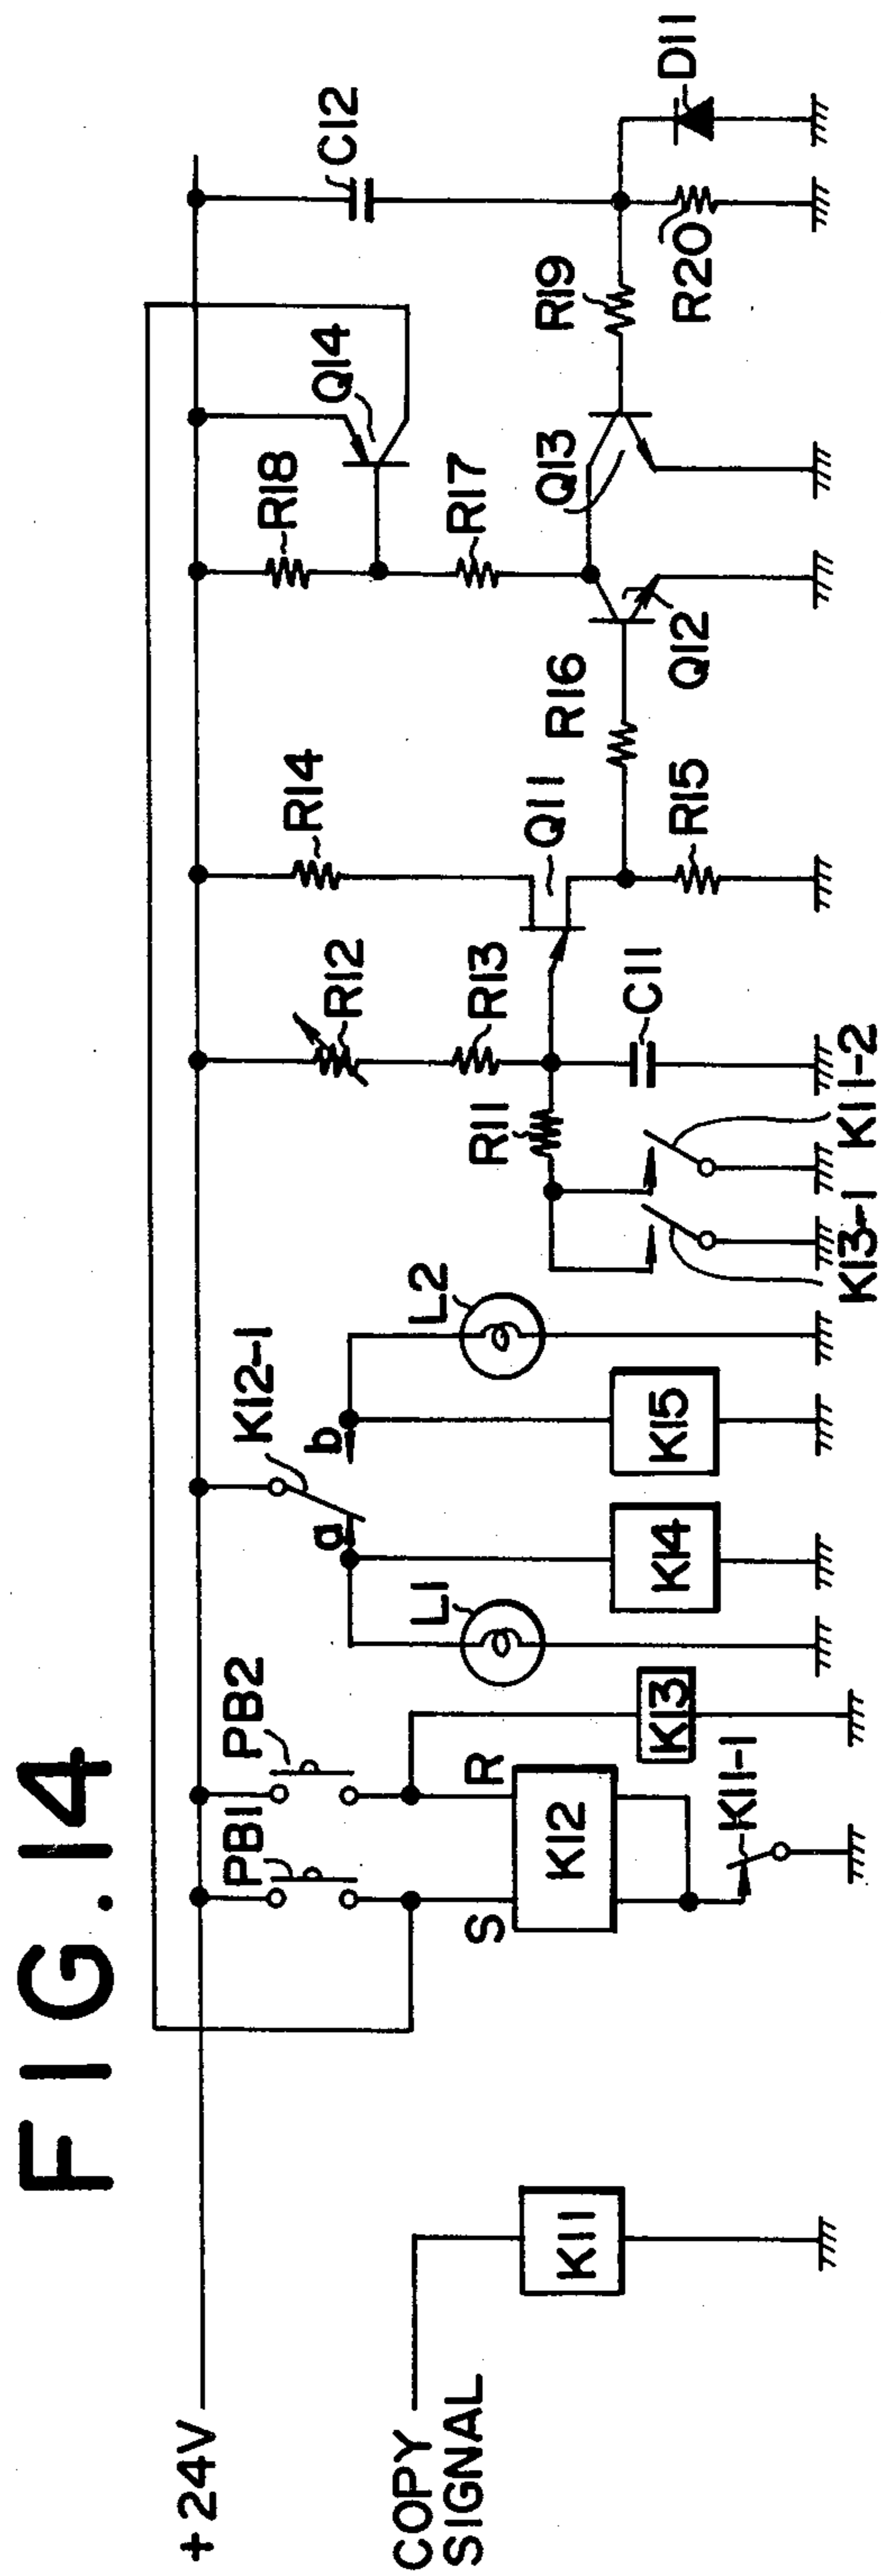 FIG.14
+24V
COPY
SIGNAL
K11
PB1
PB2
S
R
K12
K11-1
K13
L1
K12-1
a
b
K14
K15
L2
K13-1
K11-2
R11
R12
R13
C11
R14
Q11
R15
R16
R18
R17
Q12
Q14
Q13
R19
C12
R20
D11